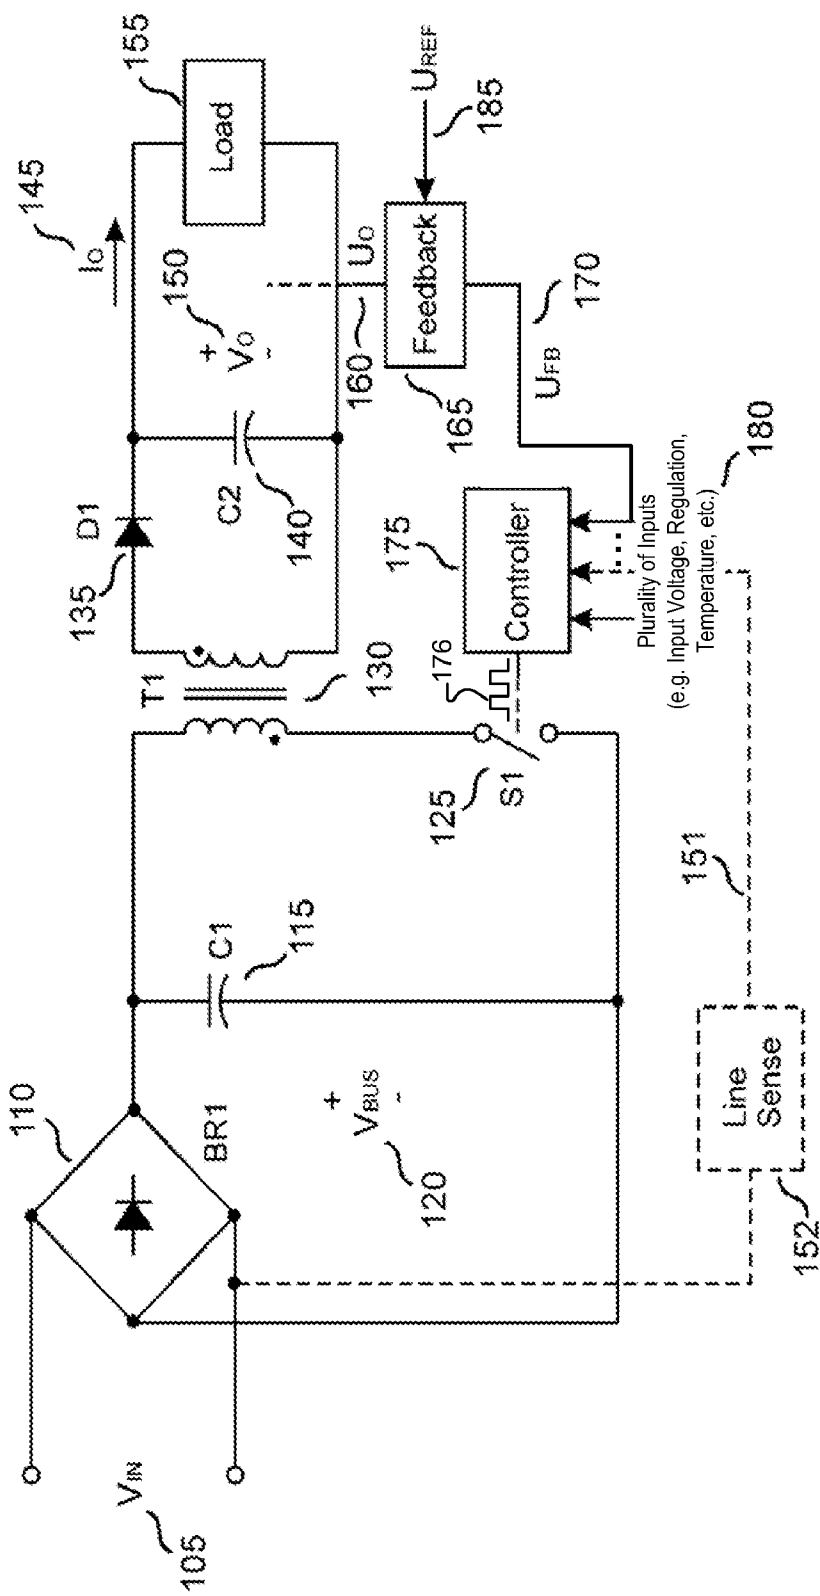 VIN
105
110
BR1
+
VBUS
-
120
C1
115
T1
130
125
S1
D1
135
C2
140
+
VO
-
150
IO
145
Load
155
UO
160
Feedback
165
UREF
185
UFB
170
Controller
175
176
Plurality of Inputs
(e.g. Input Voltage, Regulation,
Temperature, etc.)
180
151
Line
Sense
152